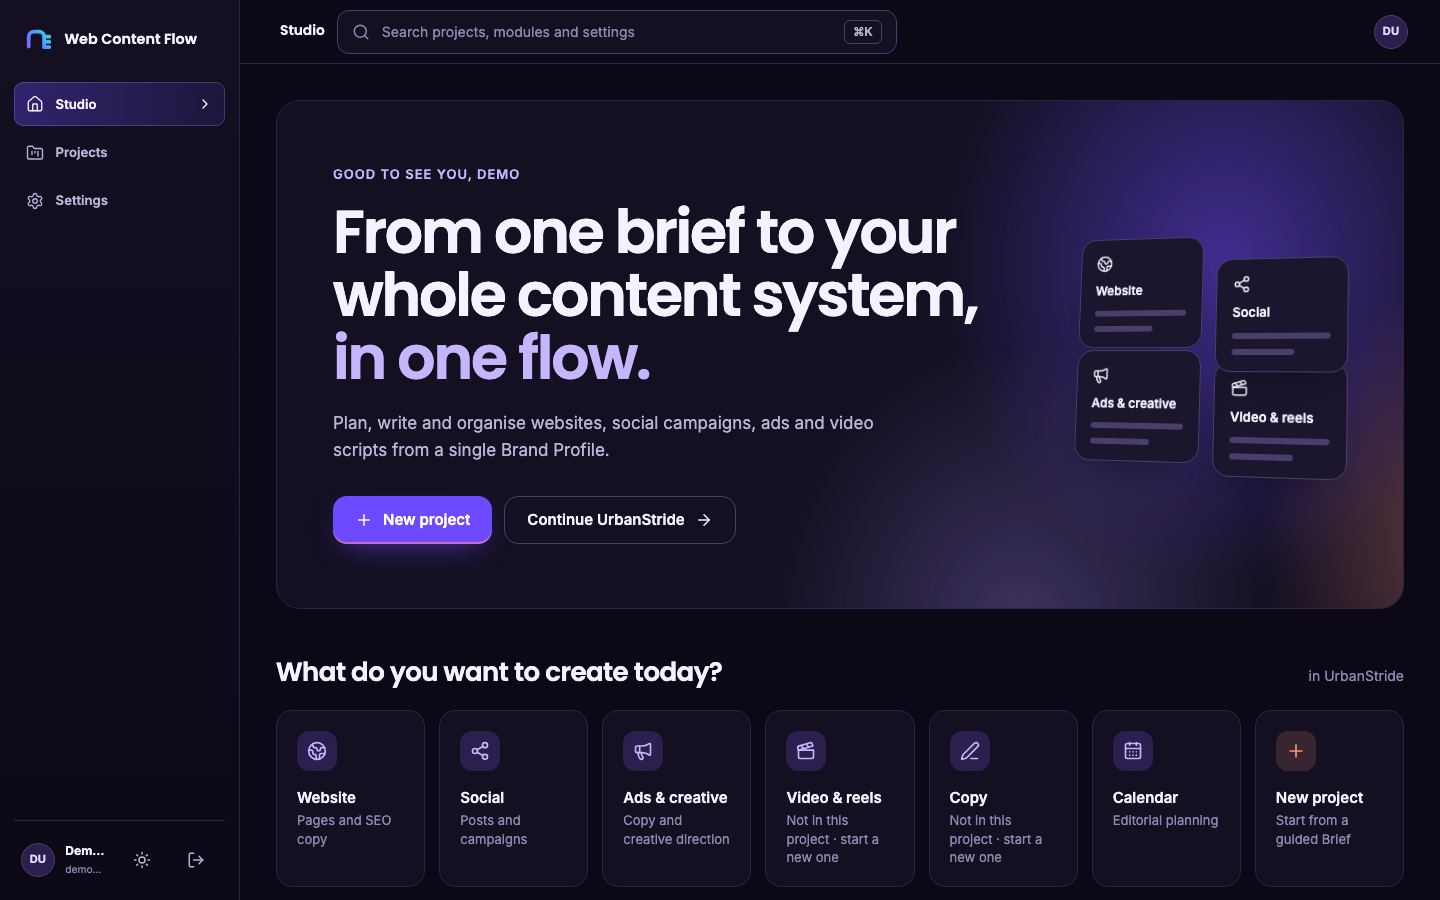 Web Content Flow
Studio
Projects
Settings
Dem...
demo...
DU
Studio
Search projects, modules and settings
⌘K
DU
GOOD TO SEE YOU, DEMO
From one brief to your
whole content system,
in one flow.
Plan, write and organise websites, social campaigns, ads and video
scripts from a single Brand Profile.
New project
Continue UrbanStride
Website
Social
Ads & creative
Video & reels
What do you want to create today?
in UrbanStride
Website
Pages and SEO
copy
Social
Posts and
campaigns
Ads & creative
Copy and
creative direction
Video & reels
Not in this
project · start a
new one
Copy
Not in this
project · start a
new one
Calendar
Editorial planning
New project
Start from a
guided Brief